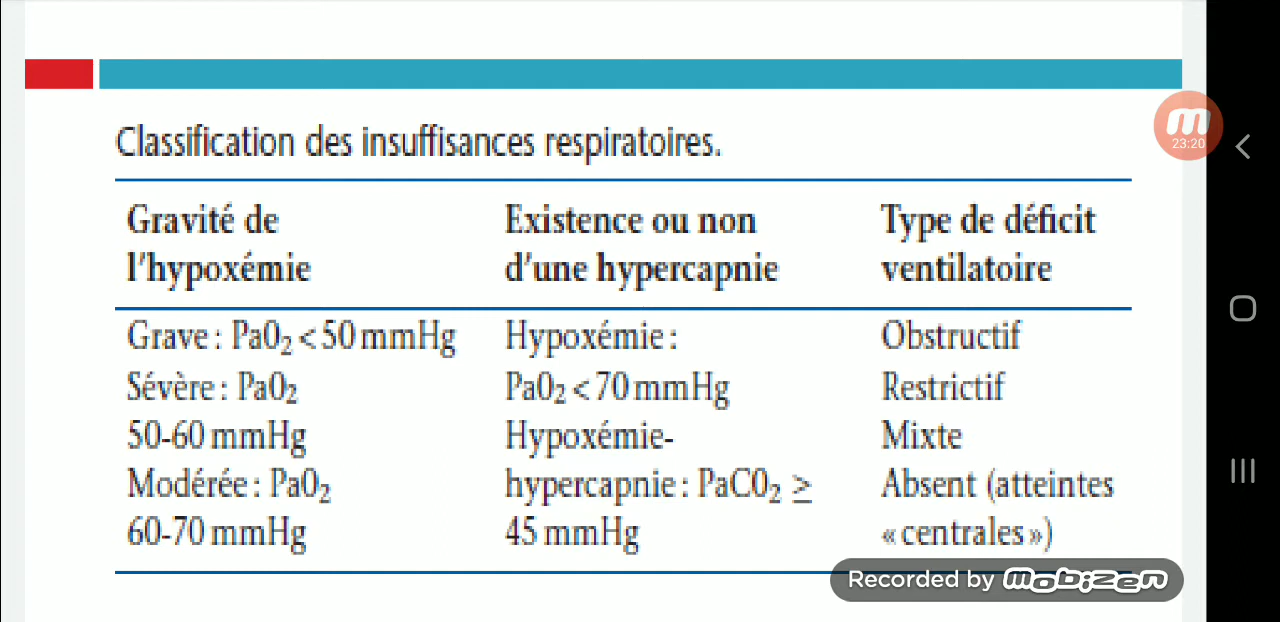 Classification des insuffisances respiratoires.
Gravité de
l'hypoxémie
Existence ou non
d'une hypercapnie
Type de déficit
ventilatoire
Grave : PaO₂ < 50 mmHg
Sévère : PaO₂
50-60 mmHg
Modérée : PaO₂
60-70 mmHg
Hypoxémie :
PaO₂ < 70 mmHg
Hypoxémie-
hypercapnie : PaCO₂ ≥
45 mmHg
Obstructif
Restrictif
Mixte
Absent (atteintes
« centrales »)
m
23:20
Recorded by mobizen